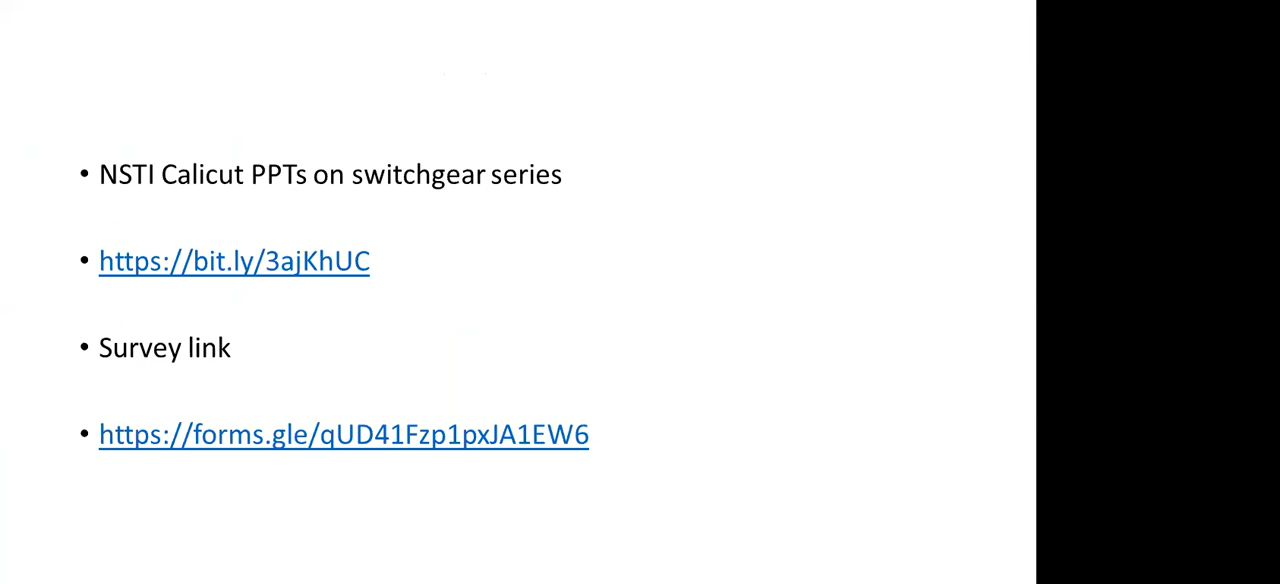 • NSTI Calicut PPTs on switchgear series
• https://bit.ly/3ajKhUC
• Survey link
• https://forms.gle/qUD41Fzp1pxJA1EW6